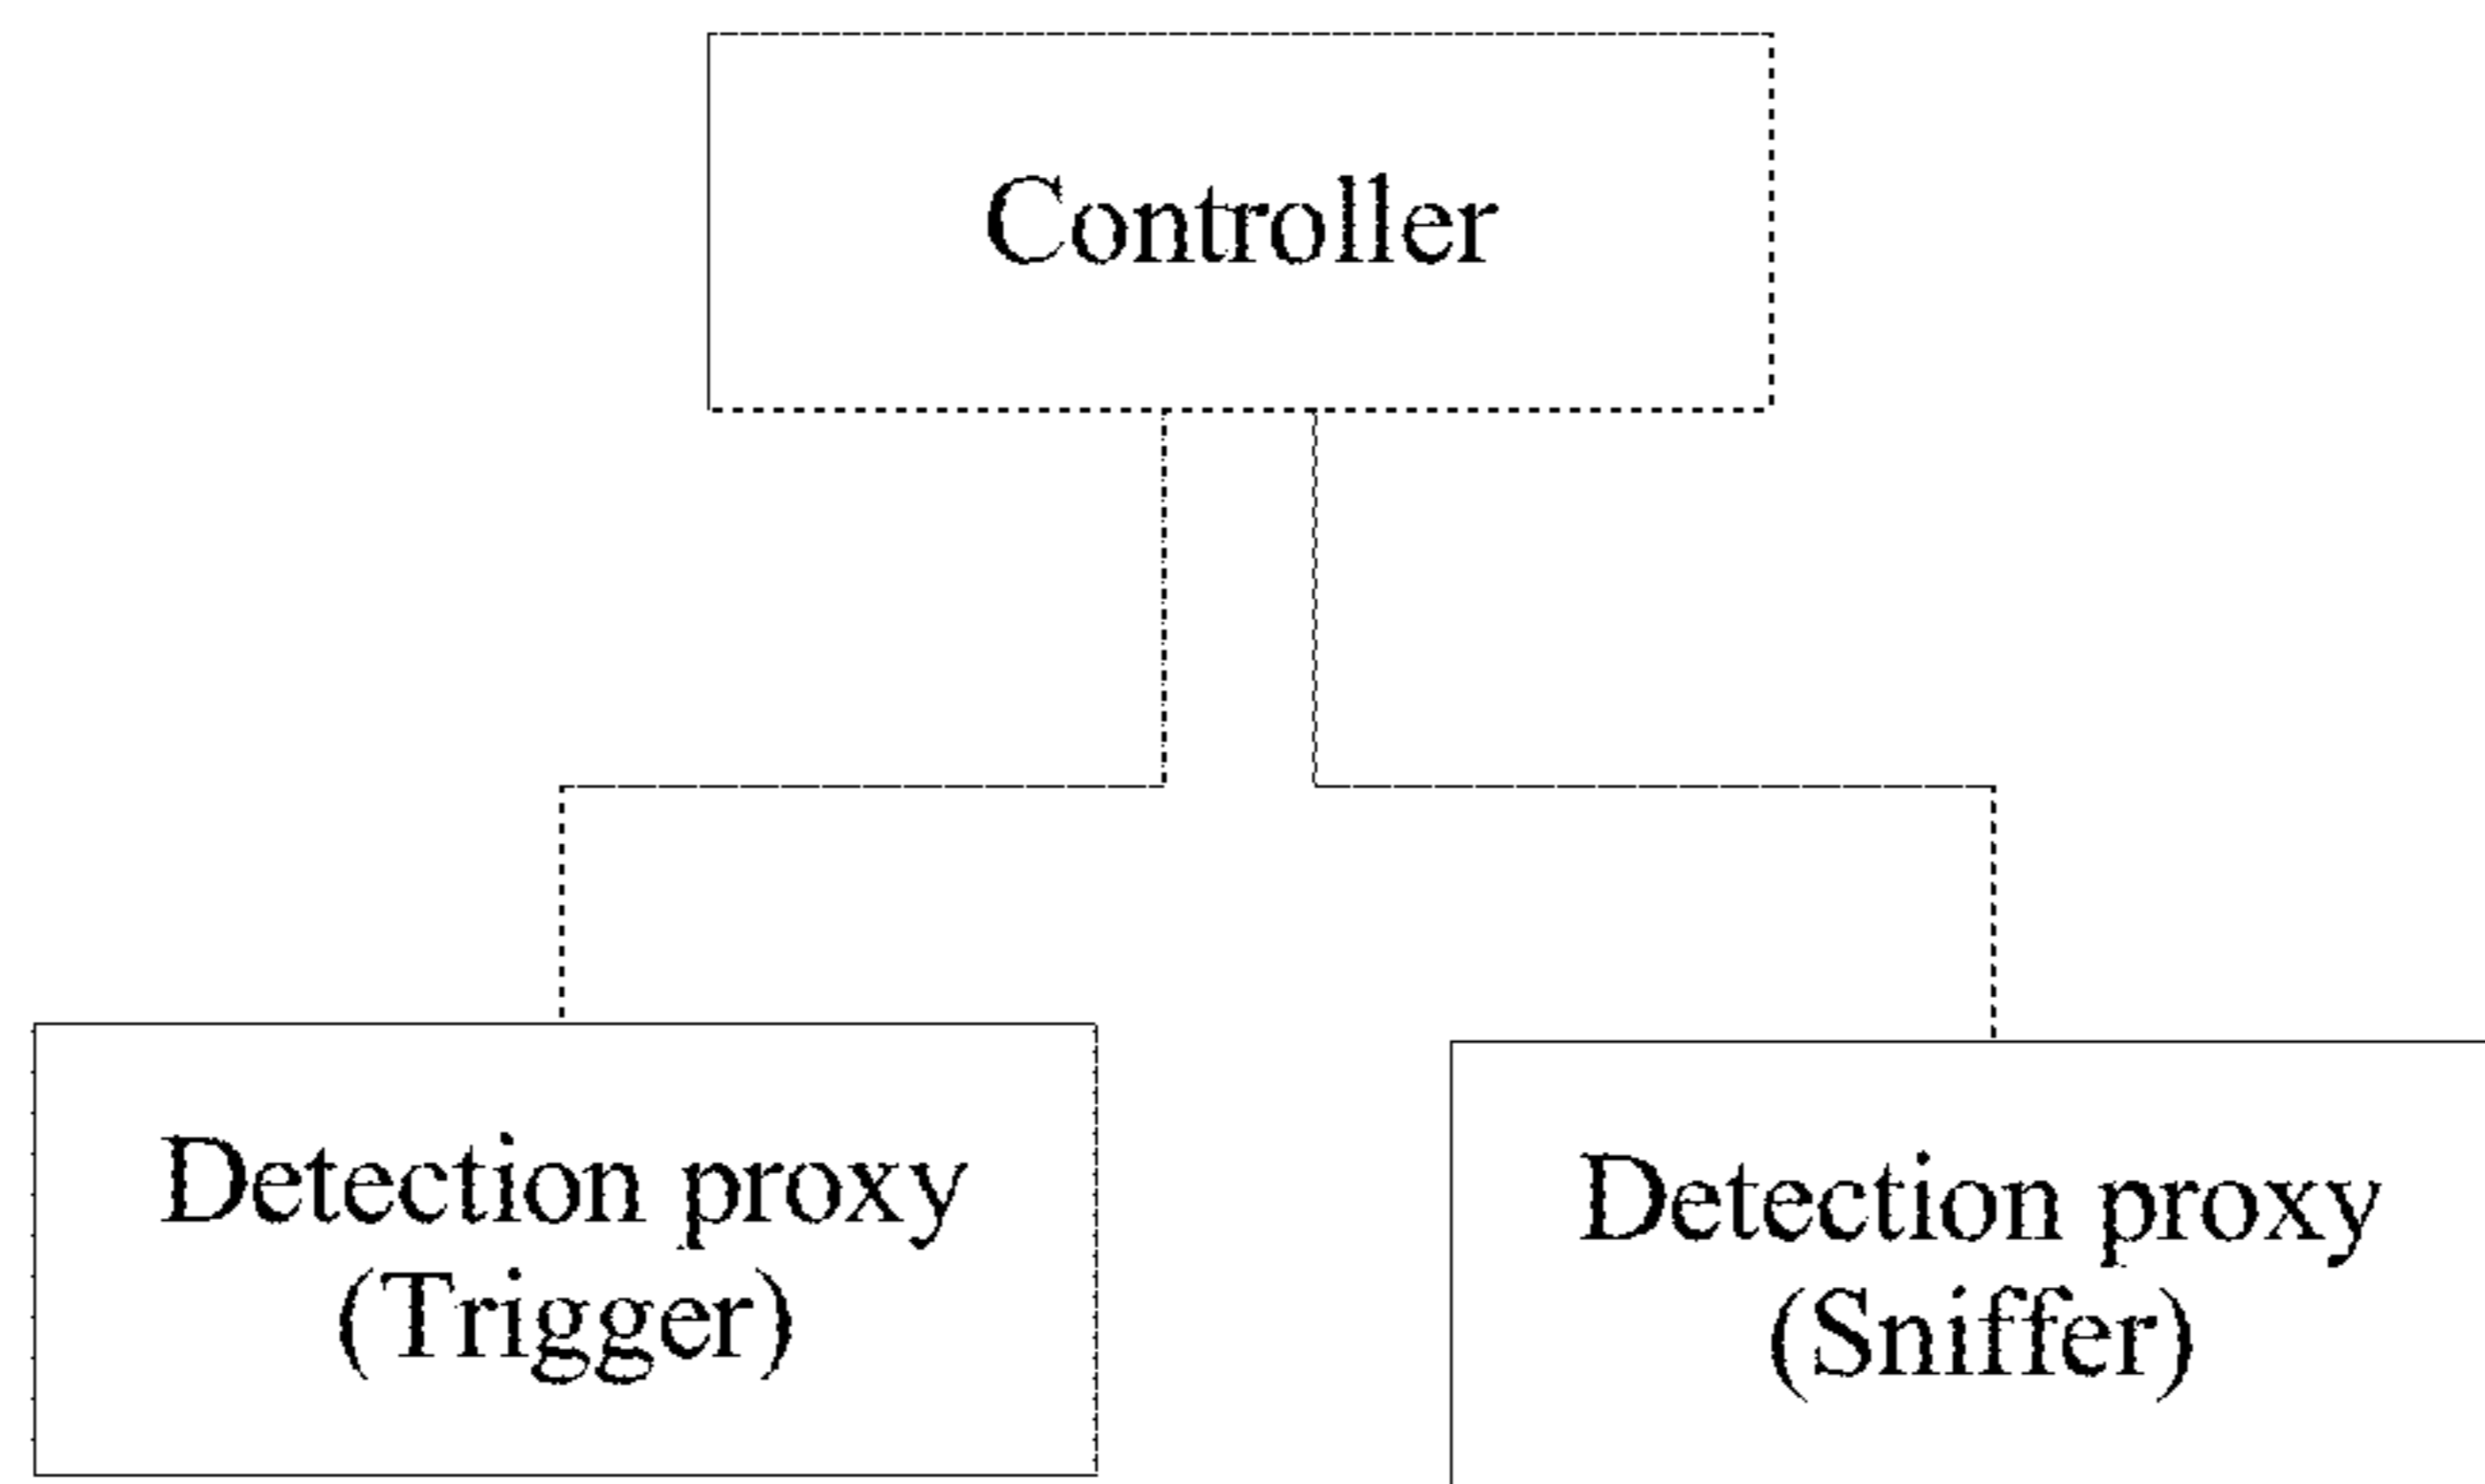 Controller
Detection proxy
(Trigger)
Detection proxy
(Sniffer)